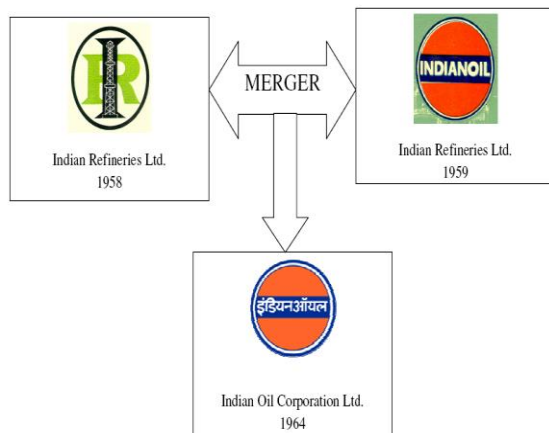 IR
INDIANOIL
MERGER
Indian Refineries Ltd.
1958
Indian Refineries Ltd.
1959
इंडियनऑयल
Indian Oil Corporation Ltd.
1964